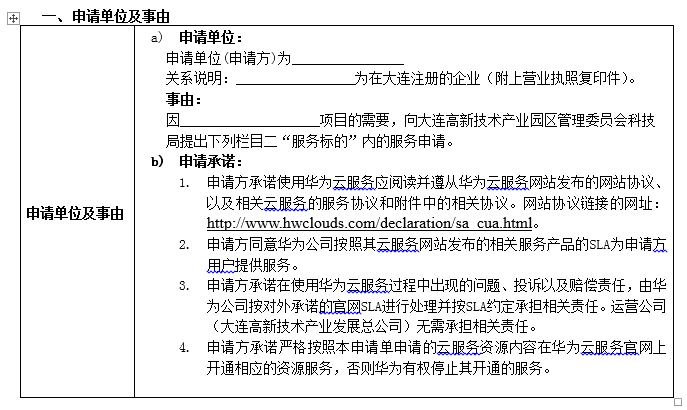 一、申请单位及事由
申请单位及事由
a) 申请单位：
申请单位(申请方)为________________
关系说明：________________为在大连注册的企业（附上营业执照复印件）。
事由：
因____________________项目的需要，向大连高新技术产业园区管理委员会科技
局提出下列栏目二“服务标的”内的服务申请。
b) 申请承诺：
1. 申请方承诺使用华为云服务应阅读并遵从华为云服务网站发布的网站协议、
以及相关云服务的服务协议和附件中的相关协议。网站协议链接的网址：
http://www.hwclouds.com/declaration/sa_cua.html。
2. 申请方同意华为公司按照其云服务网站发布的相关服务产品的SLA为申请方
用户提供服务。
3. 申请方承诺在使用华为云服务过程中出现的问题、投诉以及赔偿责任，由华
为公司按对外承诺的官网SLA进行处理并按SLA约定承担相关责任。运营公司
（大连高新技术产业发展总公司）无需承担相关责任。
4. 申请方承诺严格按照本申请单申请的云服务资源内容在华为云服务官网上
开通相应的资源服务，否则华为有权停止其开通的服务。